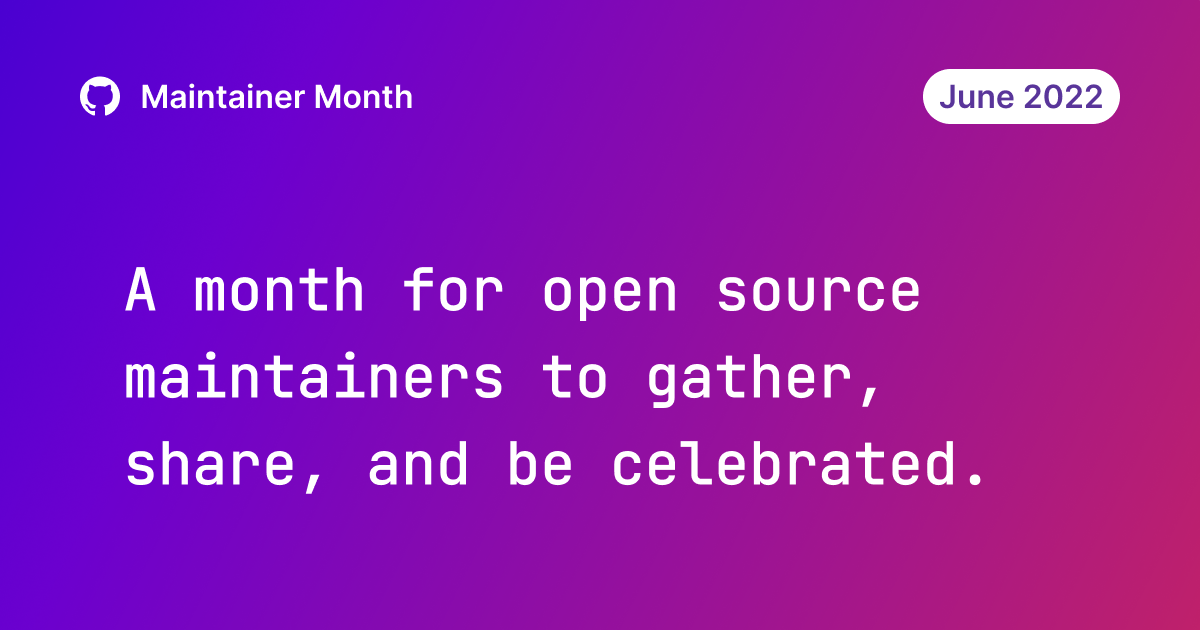 Maintainer Month
June 2022
A month for open source
maintainers to gather,
share, and be celebrated.